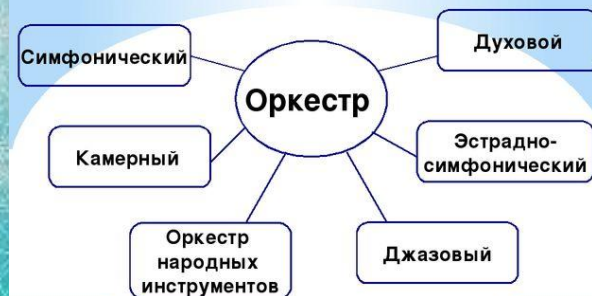 Симфонический
Духовой
Оркестр
Камерный
Эстрадно-
симфонический
Оркестр
народных
инструментов
Джазовый